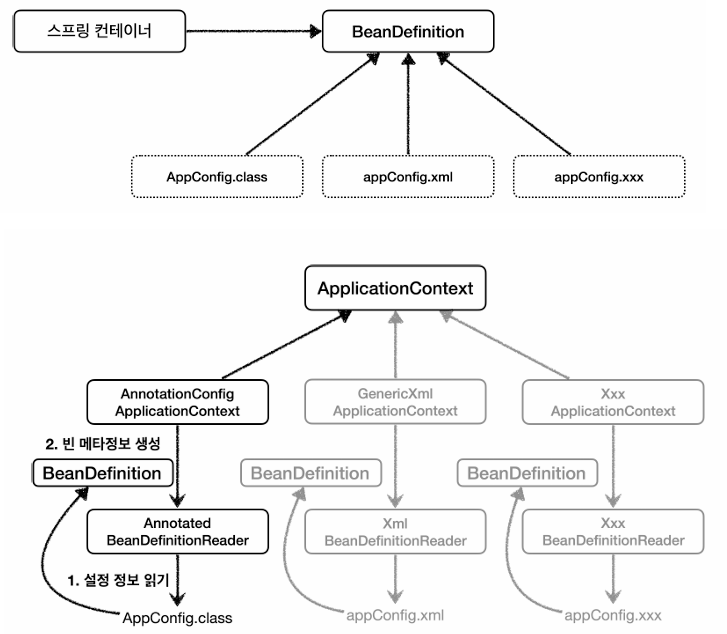 스프링 컨테이너
BeanDefinition
AppConfig.class
appConfig.xml
appConfig.xxx
ApplicationContext
AnnotationConfig
ApplicationContext
GenericXml
ApplicationContext
Xxx
ApplicationContext
2. 빈 메타정보 생성
BeanDefinition
BeanDefinition
BeanDefinition
Annotated
BeanDefinitionReader
Xml
BeanDefinitionReader
Xxx
BeanDefinitionReader
1. 설정 정보 읽기
AppConfig.class
appConfig.xml
appConfig.xxx